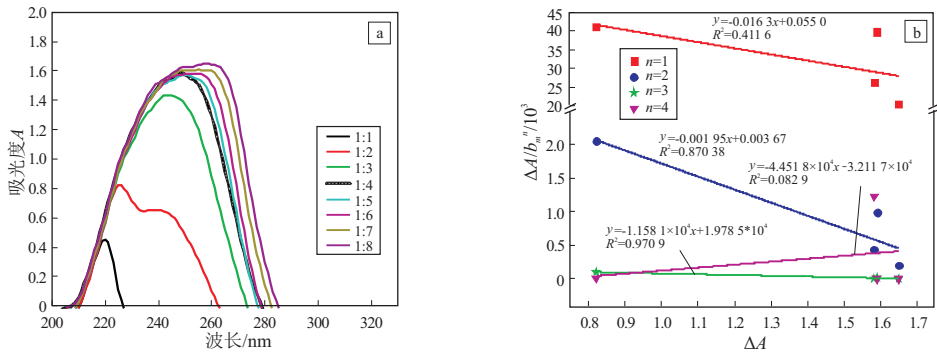 a
2.0
1.8
1.6
1.4
1.2
1.0
0.8
0.6
0.4
0.2
0
吸光度A
1:1
1:2
1:3
1:4
1:5
1:6
1:7
1:8
200 220 240 260 280 300 320
波长/nm
b
y=-0.016 3x+0.055 0
R²=0.411 6
n=1
n=2
n=3
n=4
45
40
35
30
25
20
2.0
1.5
1.0
0.5
0
ΔA/bₘⁿ/10³
y=-0.001 95x+0.003 67
R²=0.870 38
y=-4.451 8×10⁴x-3.211 7×10⁴
R²=0.082 9
y=-1.158 1×10⁴x+1.978 5*10⁴
R²=0.970 9
0.8 0.9 1.0 1.1 1.2 1.3 1.4 1.5 1.6 1.7
ΔA